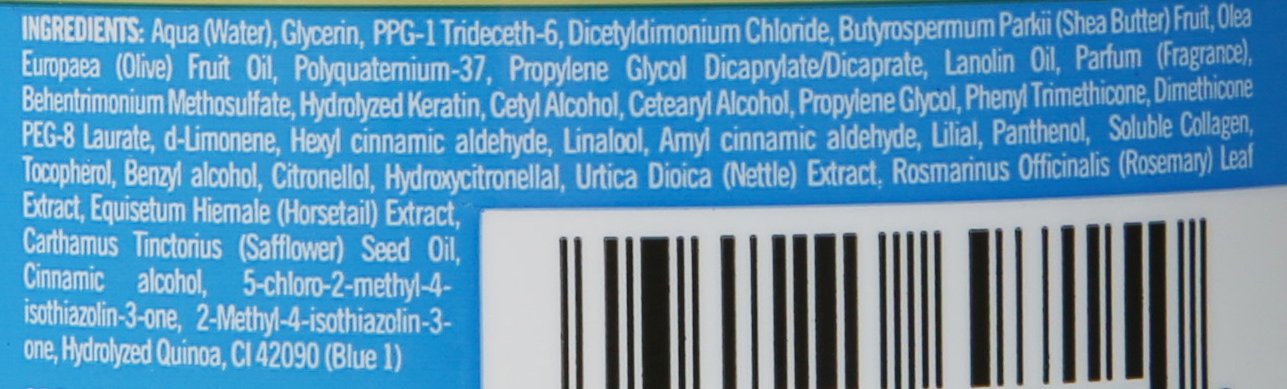 INGREDIENTS: Aqua (Water), Glycerin, PPG-1 Trideceth-6, Dicetyldimonium Chloride, Butyrospermum Parkii (Shea Butter) Fruit, Olea
Europaea (Olive) Fruit Oil, Polyquaternium-37, Propylene Glycol Dicaprylate/Dicaprate, Lanolin Oil, Parfum (Fragrance),
Behentrimonium Methosulfate, Hydrolyzed Keratin, Cetyl Alcohol, Cetearyl Alcohol, Propylene Glycol, Phenyl Trimethicone, Dimethicone
PEG-8 Laurate, d-Limonene, Hexyl cinnamic aldehyde, Linalool, Amyl cinnamic aldehyde, Lilial, Panthenol, Soluble Collagen,
Tocopherol, Benzyl alcohol, Citronellol, Hydroxycitronellal, Urtica Dioica (Nettle) Extract, Rosmarinus Officinalis (Rosemary) Leaf
Extract, Equisetum Hiemale (Horsetail) Extract,
Carthamus Tinctorius (Safflower) Seed Oil,
Cinnamic alcohol, 5-chloro-2-methyl-4-
isothiazolin-3-one, 2-Methyl-4-isothiazolin-3-
one, Hydrolyzed Quinoa, CI 42090 (Blue 1)